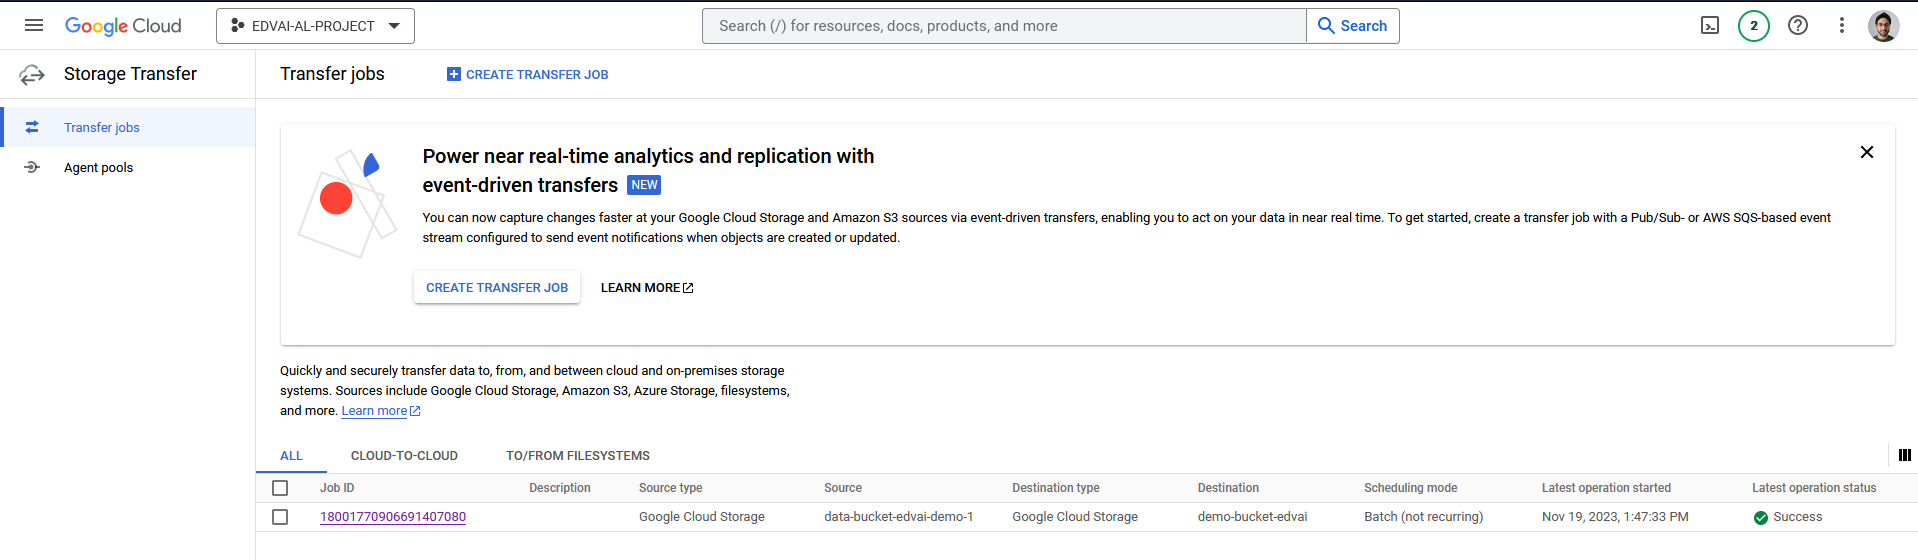 Google Cloud
EDVAI-AL-PROJECT
Search (/) for resources, docs, products, and more
Search
2
Storage Transfer
Transfer jobs
Agent pools
Transfer jobs
CREATE TRANSFER JOB
Power near real-time analytics and replication with
event-driven transfers NEW
You can now capture changes faster at your Google Cloud Storage and Amazon S3 sources via event-driven transfers, enabling you to act on your data in near real time. To get started, create a transfer job with a Pub/Sub- or AWS SQS-based event
stream configured to send event notifications when objects are created or updated.
CREATE TRANSFER JOB
LEARN MORE
Quickly and securely transfer data to, from, and between cloud and on-premises storage
systems. Sources include Google Cloud Storage, Amazon S3, Azure Storage, filesystems,
and more. Learn more
ALL CLOUD-TO-CLOUD TO/FROM FILESYSTEMS
Job ID Description Source type Source Destination type Destination Scheduling mode Latest operation started Latest operation status
18001770906691407080 Google Cloud Storage data-bucket-edvai-demo-1 Google Cloud Storage demo-bucket-edvai Batch (not recurring) Nov 19, 2023, 1:47:33 PM Success